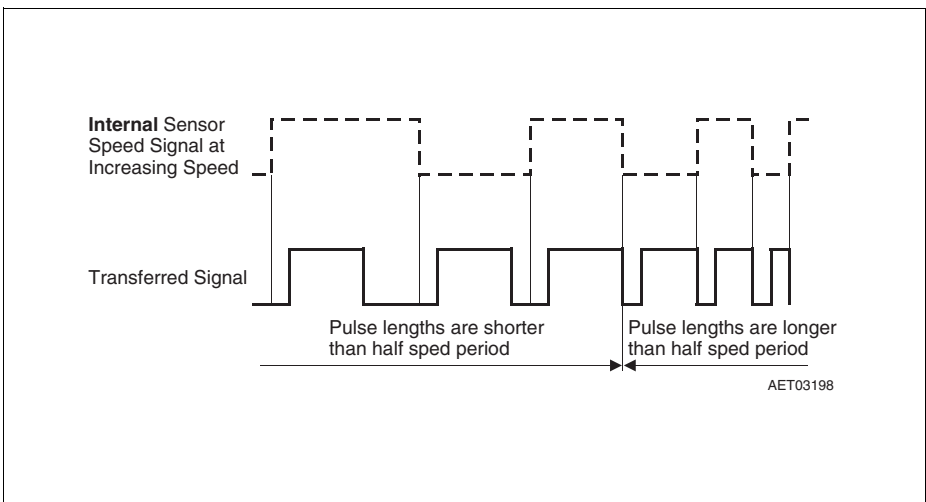 Internal Sensor
Speed Signal at
Increasing Speed
Transferred Signal
Pulse lengths are shorter
than half sped period
Pulse lengths are longer
than half sped period
AET03198